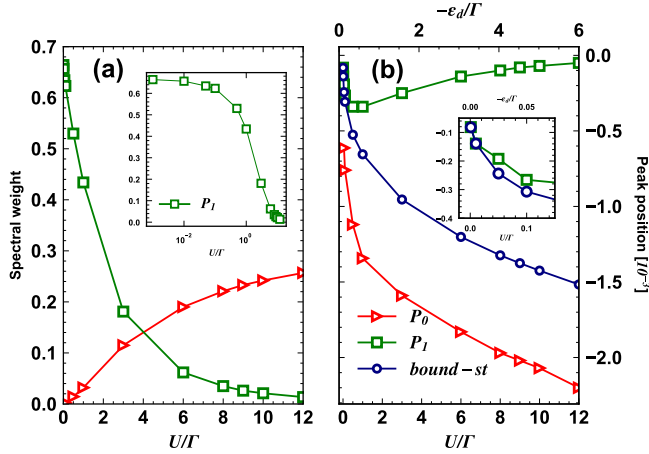 −ε_d/Γ
0 1 2 3 4 5 6
(a)
0.7
0.6
0.5
0.4
0.3
0.2
0.1
0.0
Spectral weight
0 2 4 6 8 10 12
U/Γ
0.6
0.5
0.4
0.3
0.2
0.1
0.0
P_1
10^−2 10^0
U/Γ
(b)
0.0
−0.5
−1.0
−1.5
−2.0
Peak position [10^−3]
0 2 4 6 8 10 12
U/Γ
0.00 0.05
−ε_d/Γ
−0.1
−0.2
−0.3
−0.4
0.0 0.1
U/Γ
P_0
P_1
bound−st